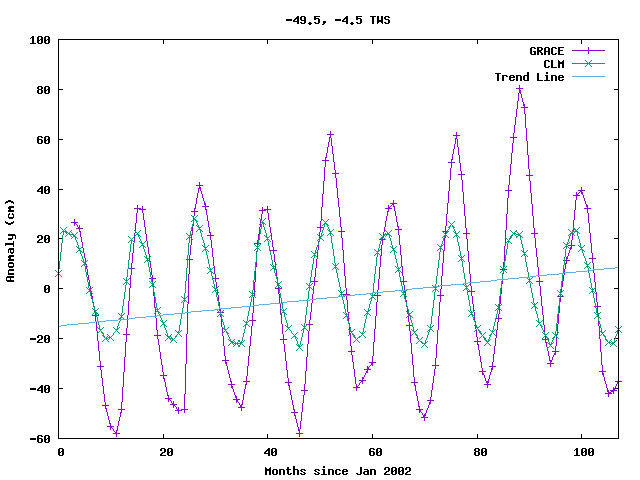 -49.5, -4.5 TWS
GRACE
CLM
Trend Line
Anomaly (cm)
100
80
60
40
20
0
-20
-40
-60
0 20 40 60 80 100
Months since Jan 2002